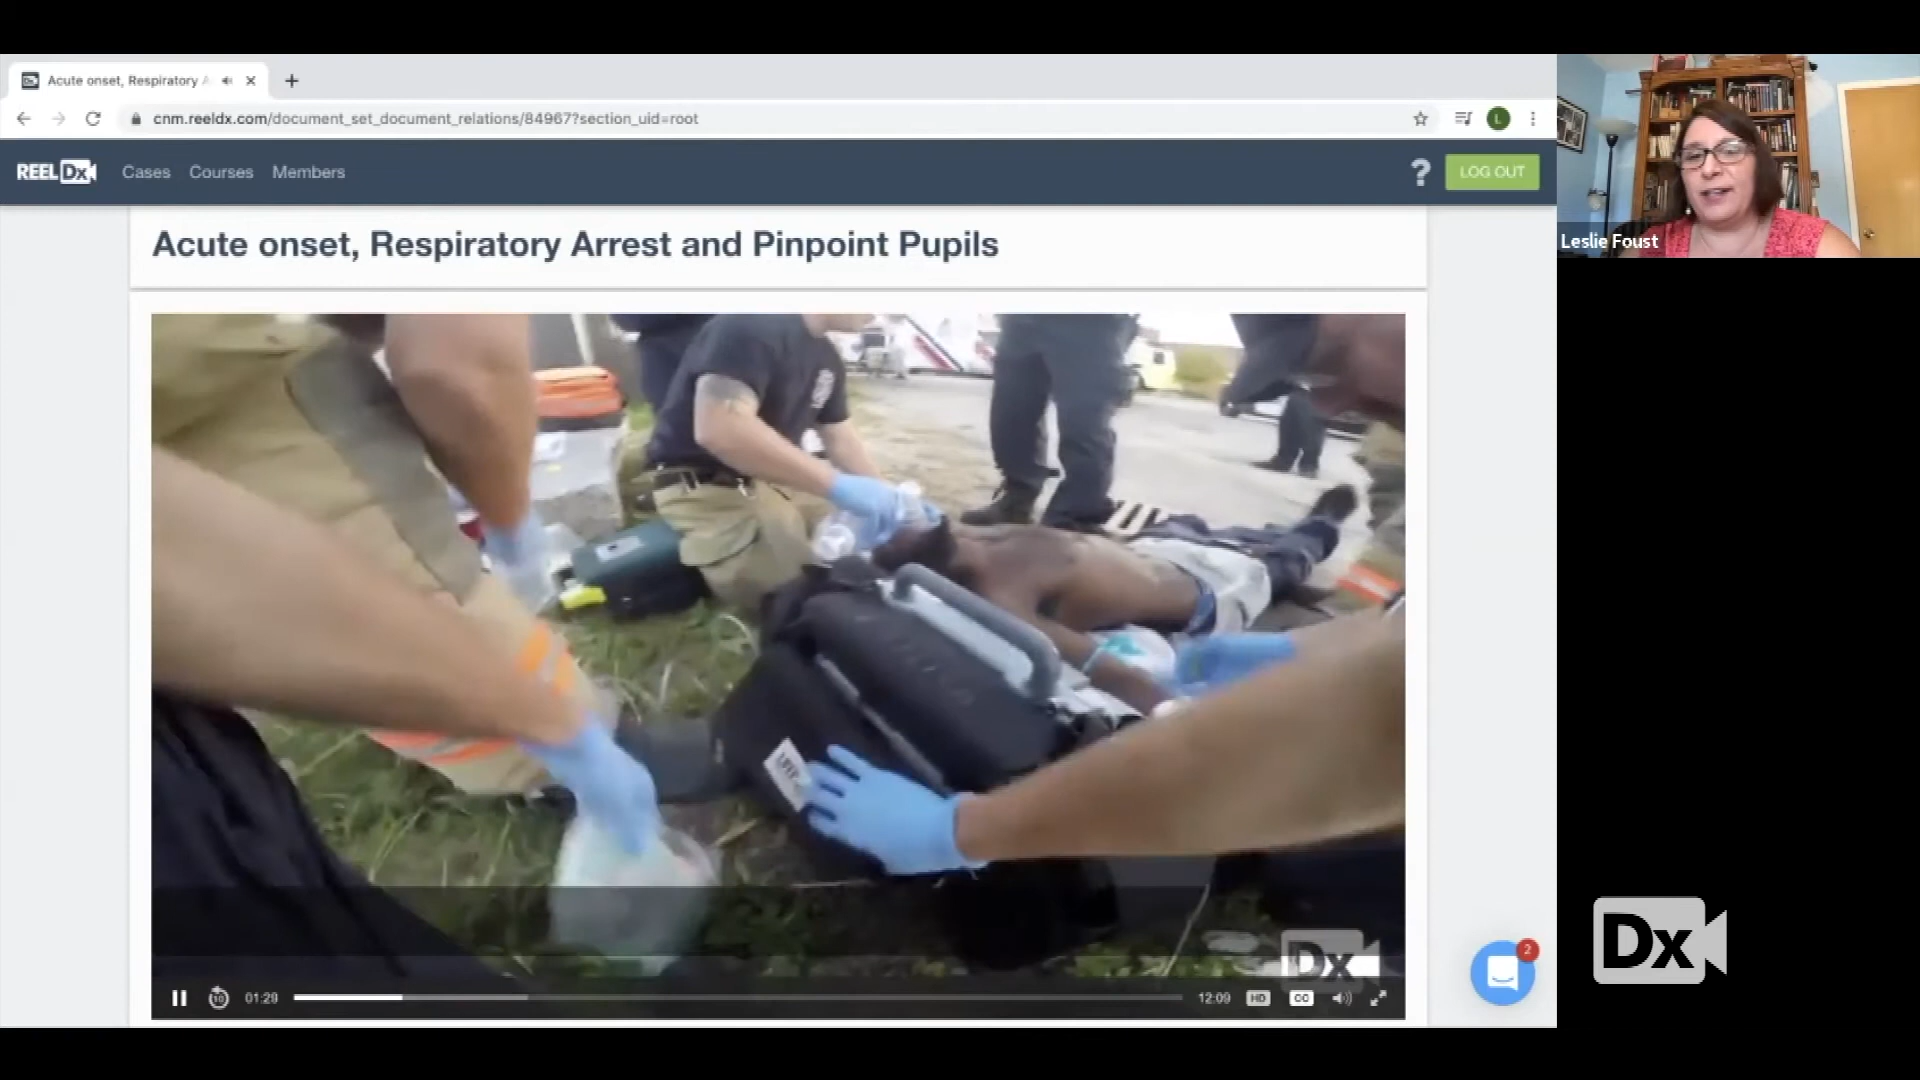 Acute onset, Respiratory A
cnm.reeldx.com/document_set_document_relations/84967?section_uid=root
L
REEL Dx
Cases
Courses
Members
?
LOG OUT
Leslie Foust
Acute onset, Respiratory Arrest and Pinpoint Pupils
Dx
2
10
01:29
12:09
HD
CC
Dx